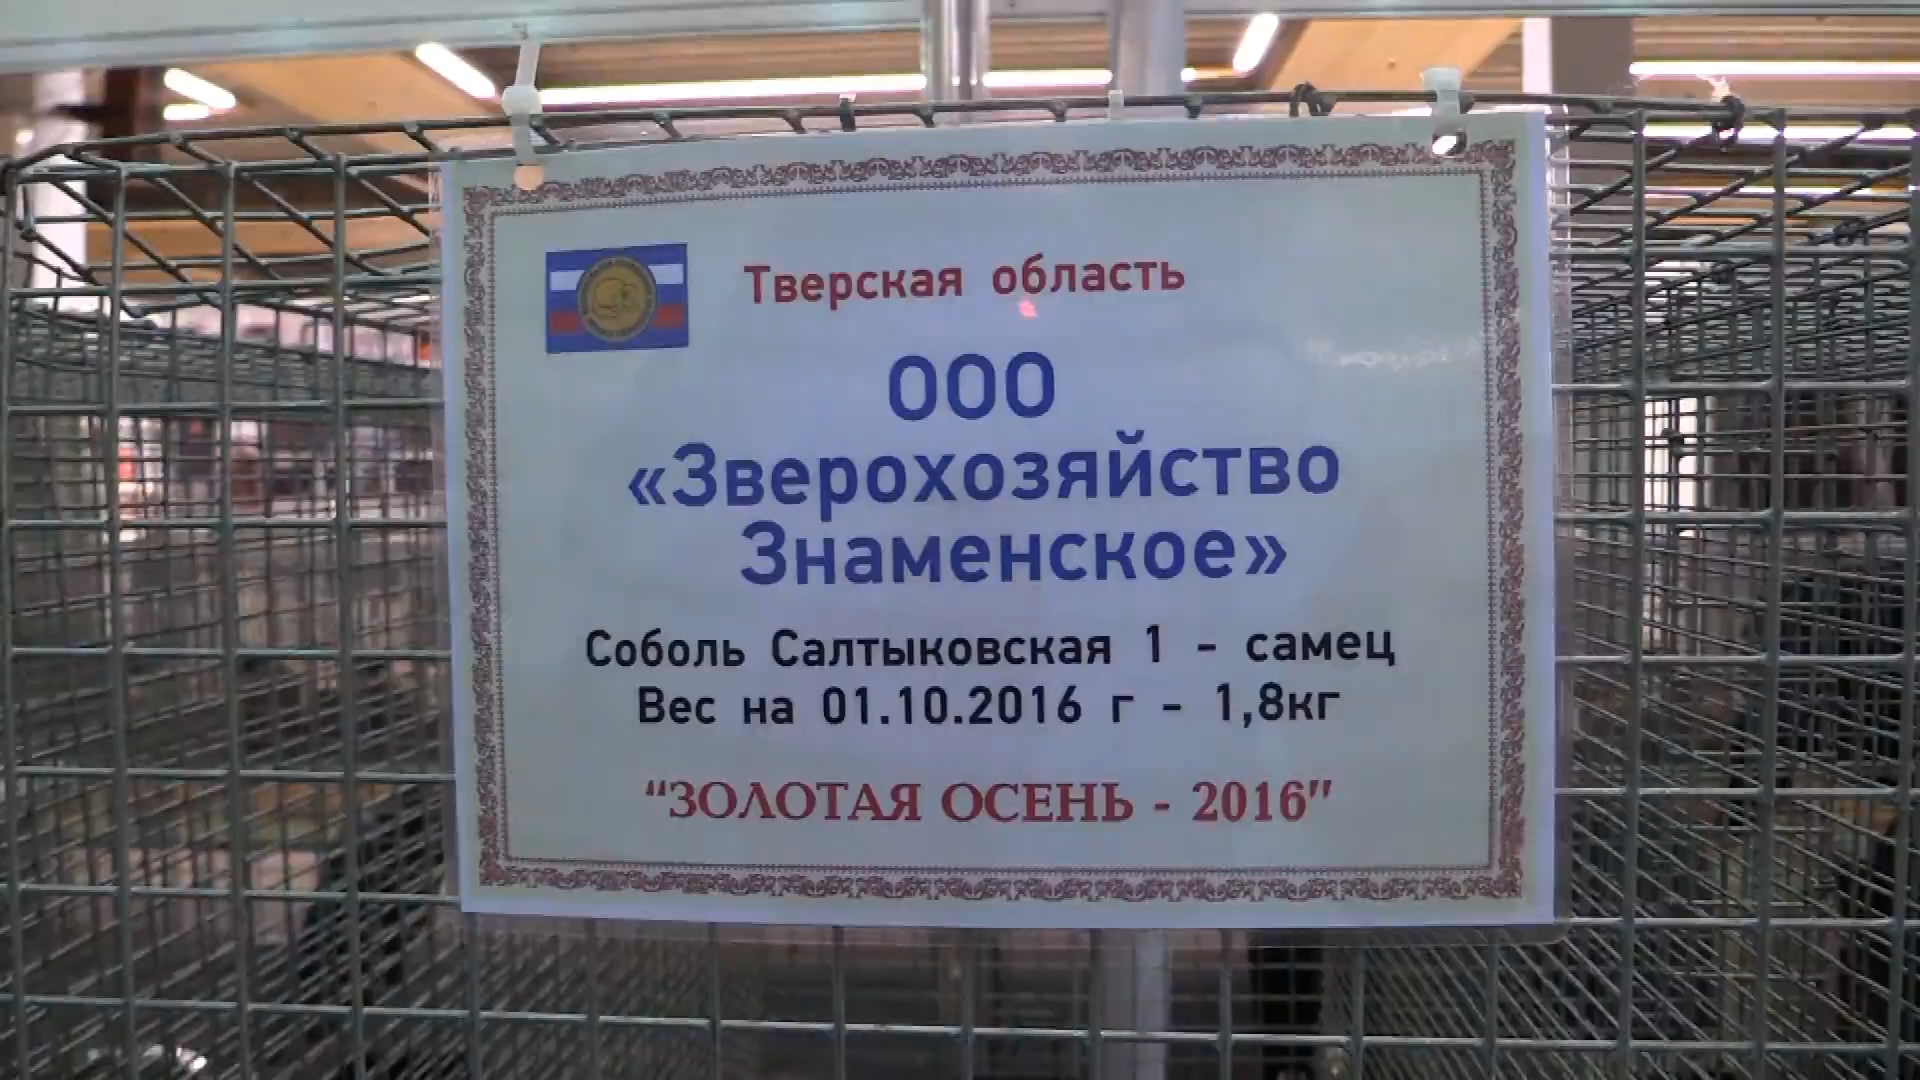 Тверская область
ООО
«Зверохозяйство
Знаменское»
Соболь Салтыковская 1 - самец
Вес на 01.10.2016 г - 1,8кг
“ЗОЛОТАЯ ОСЕНЬ - 2016”